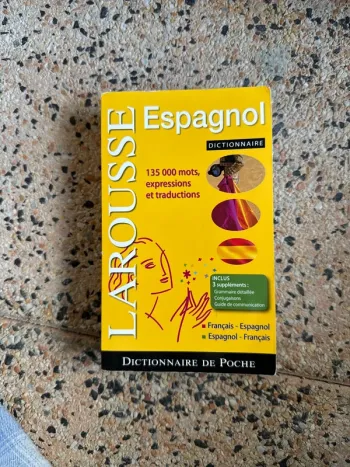 LAROUSSE
Espagnol
DICTIONNAIRE
135 000 mots,
expressions
et traductions
INCLUS
3 suppléments :
Grammaire détaillée
Conjugaisons
Guide de communication
Français - Espagnol
Espagnol - Français
DICTIONNAIRE DE POCHE